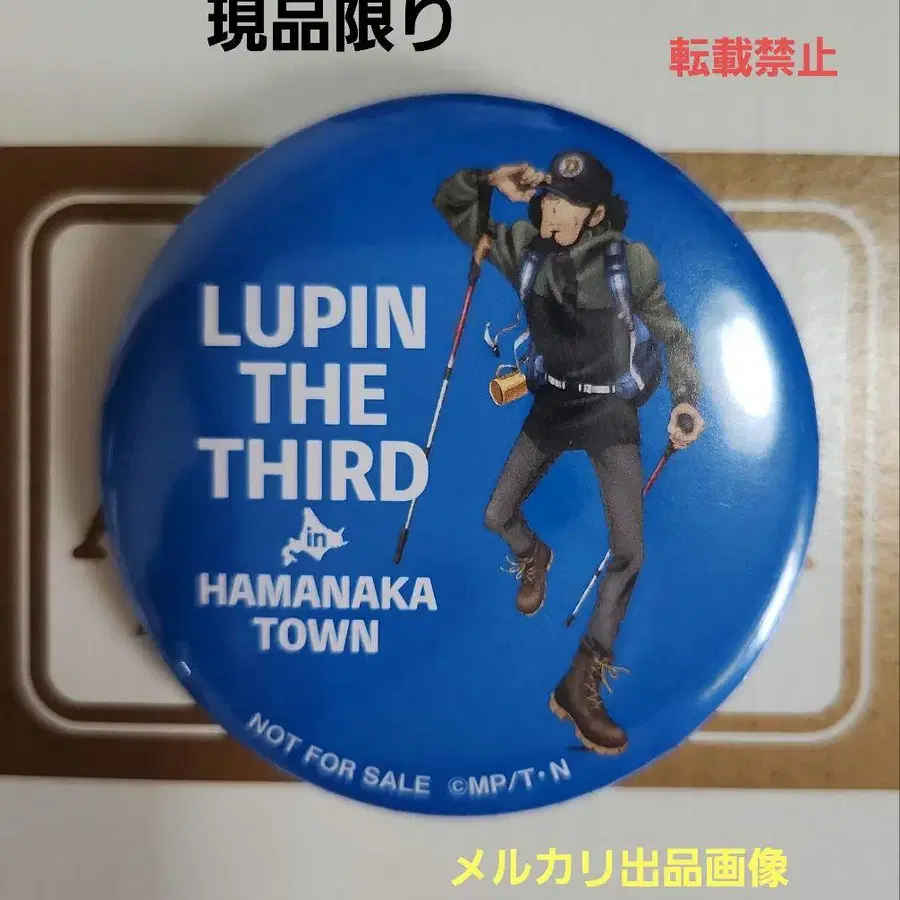 現品限り
転載禁止
LUPIN
THE
THIRD
in
HAMANAKA
TOWN
NOT FOR SALE ©MP/T・N
メルカリ出品画像